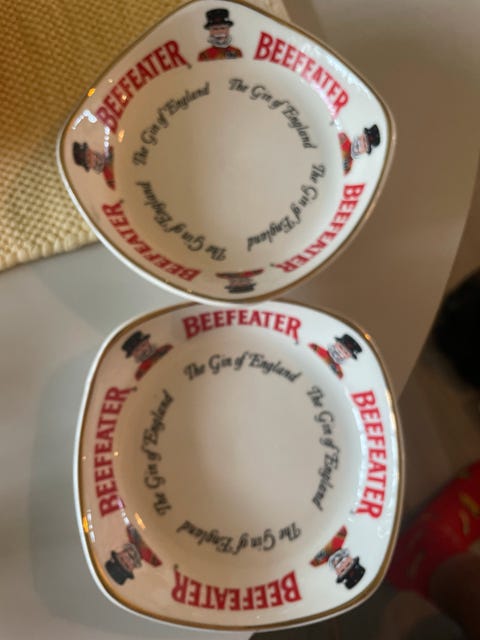 BEEFEATER
BEEFEATER
BEEFEATER
BEEFEATER
The Gin of England
The Gin of England
The Gin of England
The Gin of England
BEEFEATER
BEEFEATER
BEEFEATER
BEEFEATER
The Gin of England
The Gin of England
The Gin of England
The Gin of England